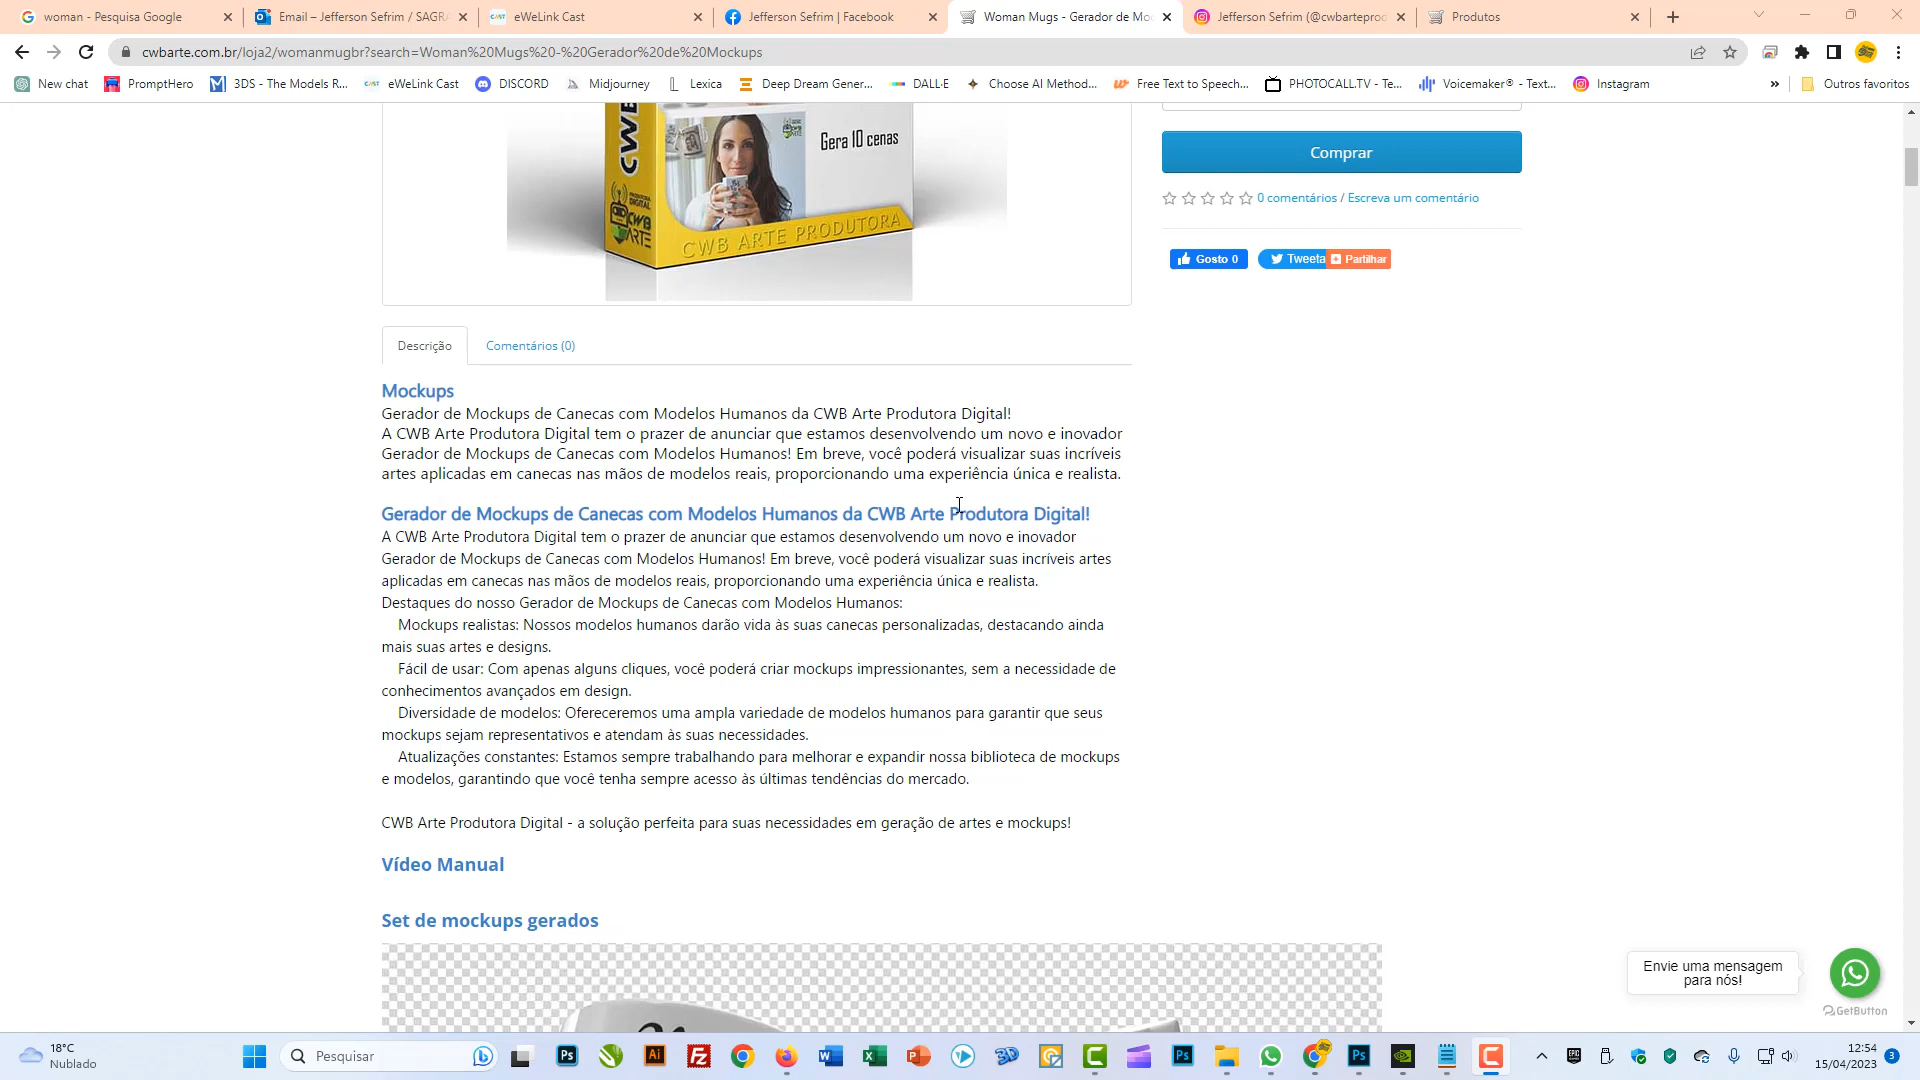 woman - Pesquisa Google
Email – Jefferson Sefrim / SAGRA
eWeLink Cast
Jefferson Sefrim | Facebook
Woman Mugs - Gerador de Mo
Jefferson Sefrim (@cwbarteprod
Produtos
cwbarte.com.br/loja2/womanmugbr?search=Woman%20Mugs%20-%20Gerador%20de%20Mockups
New chat
PromptHero
3DS - The Models R...
eWeLink Cast
DISCORD
Midjourney
Lexica
Deep Dream Gener...
DALL·E
Choose AI Method...
Free Text to Speech...
PHOTOCALL.TV - Te...
Voicemaker® - Text...
Instagram
»
Outros favoritos
CWB
Gera 10 cenas
CWB ARTE
CWB ARTE PRODUTORA
Comprar
0 comentários / Escreva um comentário
Gosto 0
Tweeta
Partilhar
Descrição
Comentários (0)
Mockups
Gerador de Mockups de Canecas com Modelos Humanos da CWB Arte Produtora Digital!
A CWB Arte Produtora Digital tem o prazer de anunciar que estamos desenvolvendo um novo e inovador
Gerador de Mockups de Canecas com Modelos Humanos! Em breve, você poderá visualizar suas incríveis
artes aplicadas em canecas nas mãos de modelos reais, proporcionando uma experiência única e realista.
Gerador de Mockups de Canecas com Modelos Humanos da CWB Arte Produtora Digital!
A CWB Arte Produtora Digital tem o prazer de anunciar que estamos desenvolvendo um novo e inovador
Gerador de Mockups de Canecas com Modelos Humanos! Em breve, você poderá visualizar suas incríveis artes
aplicadas em canecas nas mãos de modelos reais, proporcionando uma experiência única e realista.
Destaques do nosso Gerador de Mockups de Canecas com Modelos Humanos:
Mockups realistas: Nossos modelos humanos darão vida às suas canecas personalizadas, destacando ainda
mais suas artes e designs.
Fácil de usar: Com apenas alguns cliques, você poderá criar mockups impressionantes, sem a necessidade de
conhecimentos avançados em design.
Diversidade de modelos: Ofereceremos uma ampla variedade de modelos humanos para garantir que seus
mockups sejam representativos e atendam às suas necessidades.
Atualizações constantes: Estamos sempre trabalhando para melhorar e expandir nossa biblioteca de mockups
e modelos, garantindo que você tenha sempre acesso às últimas tendências do mercado.
CWB Arte Produtora Digital - a solução perfeita para suas necessidades em geração de artes e mockups!
Vídeo Manual
Set de mockups gerados
Envie uma mensagem
para nós!
GetButton
18°C
Nublado
Pesquisar
12:54
15/04/2023
3